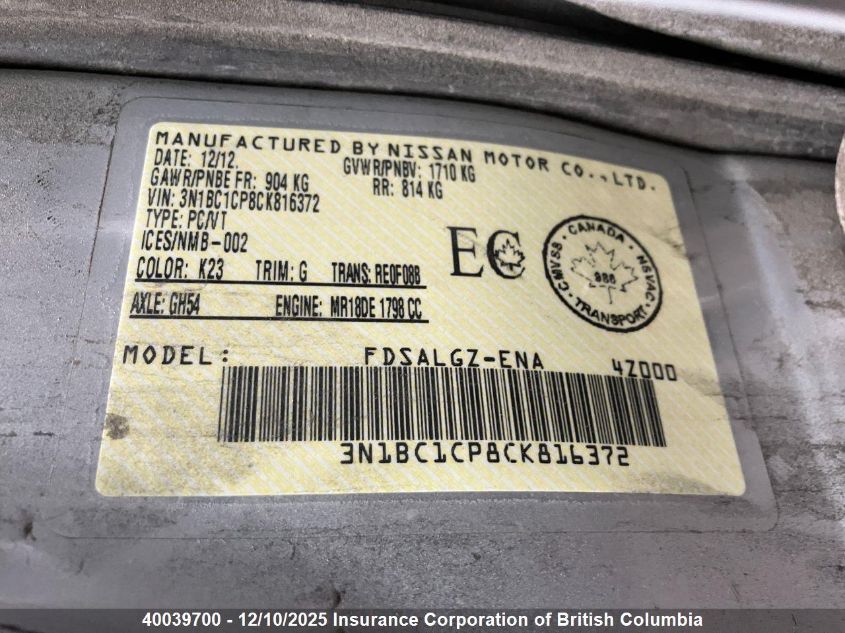 MANUFACTURED BY NISSAN MOTOR CO.,LTD.
DATE: 12/12. GVWR/PNBV: 1710 KG
GAWR/PNBE FR: 904 KG RR: 814 KG
VIN: 3N1BC1CP8CK816372
TYPE: PC/VT
ICES/NMB-002
COLOR: K23 TRIM: G TRANS: RE0F08B
AXLE: GH54 ENGINE: MR18DE 1798 CC
EC
CANADA
CMVSS NSVAC
986
TRANSPORT
MODEL: FDSALGZ-ENA 4Z000
3N1BC1CP8CK816372
40039700 - 12/10/2025 Insurance Corporation of British Columbia